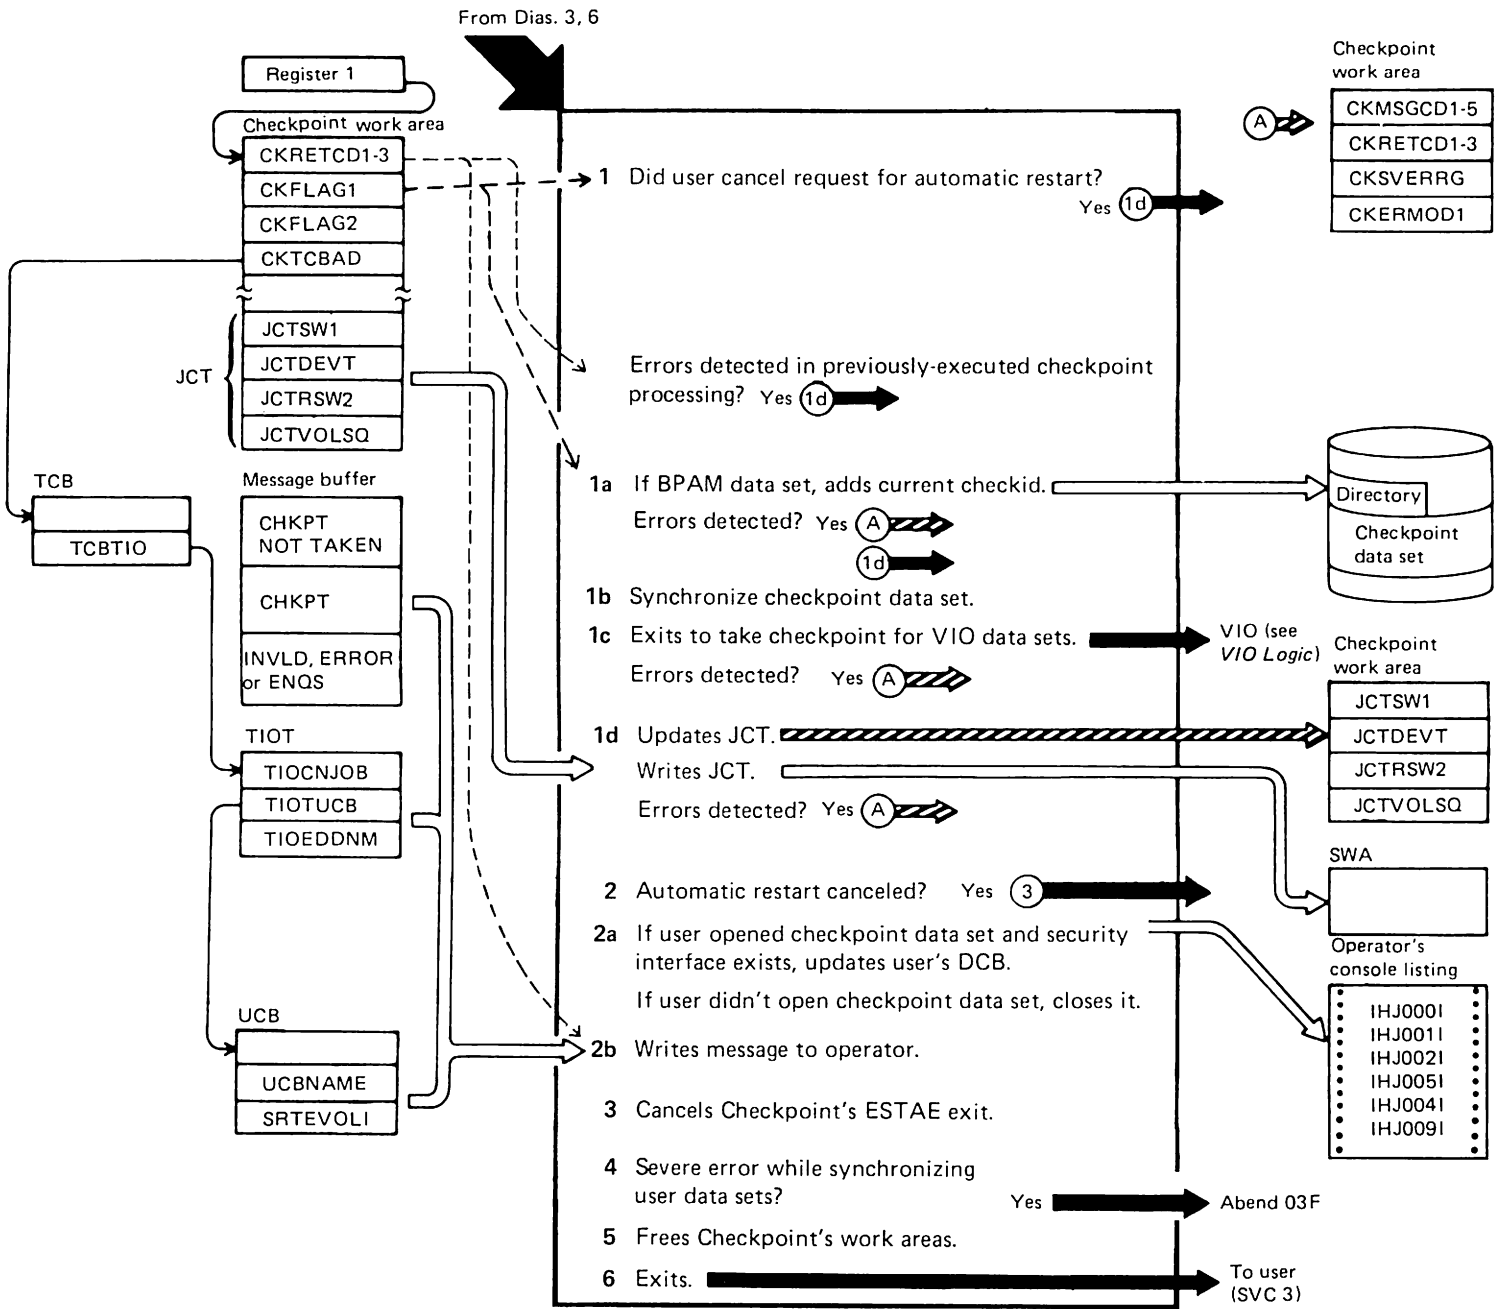 From Dias. 3, 6
Register 1
Checkpoint work area
CKRETCD1-3
CKFLAG1
CKFLAG2
CKTCBAD
JCT
JCTSW1
JCTDEVT
JCTRSW2
JCTVOLSQ
TCB
TCBTIO
Message buffer
CHKPT
NOT TAKEN
CHKPT
INVLD, ERROR
or ENQS
TIOT
TIOCNJOB
TIOTUCB
TIOEDDNM
UCB
UCBNAME
SRTEVOLI
1 Did user cancel request for automatic restart?
Yes 1d
Errors detected in previously-executed checkpoint
processing? Yes 1d
1a If BPAM data set, adds current checkid.
Errors detected? Yes A
1d
1b Synchronize checkpoint data set.
1c Exits to take checkpoint for VIO data sets.
Errors detected? Yes A
1d Updates JCT.
Writes JCT.
Errors detected? Yes A
2 Automatic restart canceled? Yes 3
2a If user opened checkpoint data set and security
interface exists, updates user's DCB.
If user didn't open checkpoint data set, closes it.
2b Writes message to operator.
3 Cancels Checkpoint's ESTAE exit.
4 Severe error while synchronizing
user data sets? Yes
5 Frees Checkpoint's work areas.
6 Exits.
Checkpoint
work area
A
CKMSGCD1-5
CKRETCD1-3
CKSVERRG
CKERMOD1
Directory
Checkpoint
data set
VIO (see
VIO Logic)
Checkpoint
work area
JCTSW1
JCTDEVT
JCTRSW2
JCTVOLSQ
SWA
Operator's
console listing
IHJ000I
IHJ001I
IHJ002I
IHJ005I
IHJ004I
IHJ009I
Abend 03F
To user
(SVC 3)